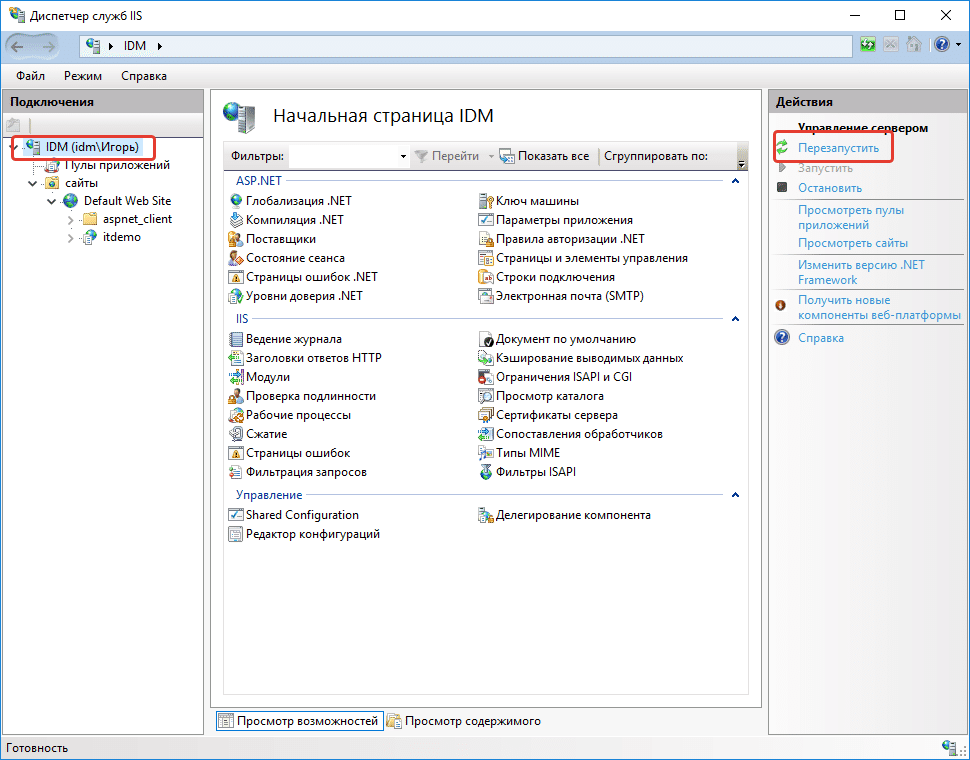 Диспетчер служб IIS
IDM
Файл Режим Справка
Подключения
IDM (idm\Игорь)
Пулы приложений
сайты
Default Web Site
aspnet_client
itdemo
Начальная страница IDM
Фильтры: Перейти Показать все Сгруппировать по:
ASP.NET
Глобализация .NET Ключ машины
Компиляция .NET Параметры приложения
Поставщики Правила авторизации .NET
Состояние сеанса Страницы и элементы управления
Страницы ошибок .NET Строки подключения
Уровни доверия .NET Электронная почта (SMTP)
IIS
Ведение журнала Документ по умолчанию
Заголовки ответов HTTP Кэширование выводимых данных
Модули Ограничения ISAPI и CGI
Проверка подлинности Просмотр каталога
Рабочие процессы Сертификаты сервера
Сжатие Сопоставления обработчиков
Страницы ошибок Типы MIME
Фильтрация запросов Фильтры ISAPI
Управление
Shared Configuration Делегирование компонента
Редактор конфигураций
Просмотр возможностей Просмотр содержимого
Действия
Управление сервером
Перезапустить
Запустить
Остановить
Просмотреть пулы
приложений
Просмотреть сайты
Изменить версию .NET
Framework
Получить новые
компоненты веб-платформы
Справка
Готовность